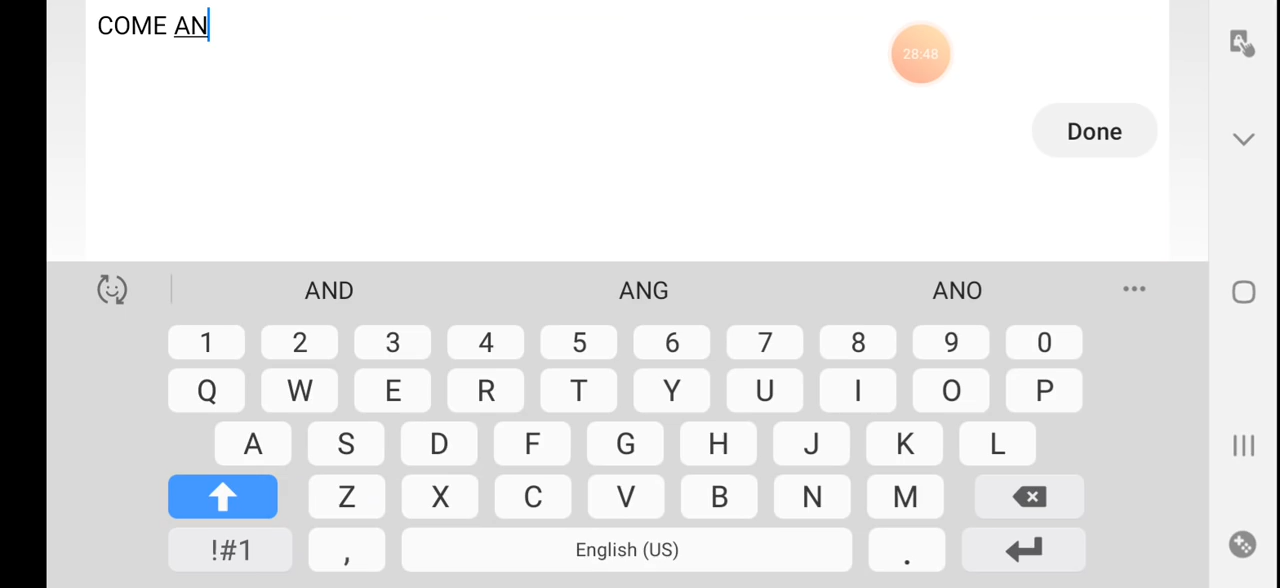 COME AN
28:48
Done
AND ANG ANO
1 2 3 4 5 6 7 8 9 0
Q W E R T Y U I O P
A S D F G H J K L
Z X C V B N M
!#1 , English (US) .